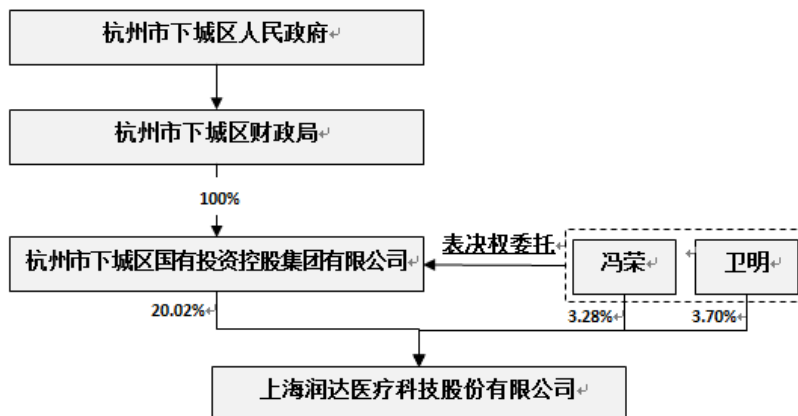 杭州市下城区人民政府
杭州市下城区财政局
100%
杭州市下城区国有投资控股集团有限公司
表决权委托
冯荣
卫明
20.02%
3.28%
3.70%
上海润达医疗科技股份有限公司